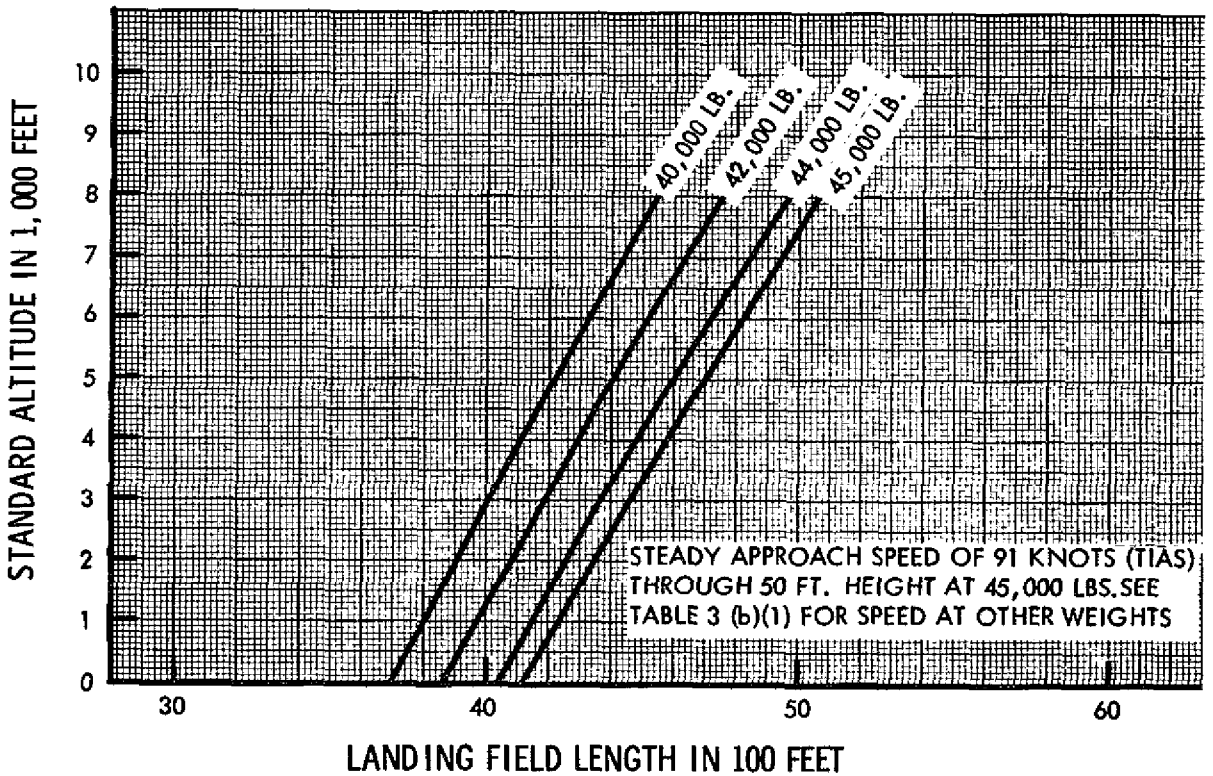 STANDARD ALTITUDE IN 1,000 FEET
10
9
8
7
6
5
4
3
2
1
0
40,000 LB.
42,000 LB.
44,000 LB.
45,000 LB.
STEADY APPROACH SPEED OF 91 KNOTS (TIAS)
THROUGH 50 FT. HEIGHT AT 45,000 LBS.SEE
TABLE 3 (b)(1) FOR SPEED AT OTHER WEIGHTS
30
40
50
60
LANDING FIELD LENGTH IN 100 FEET